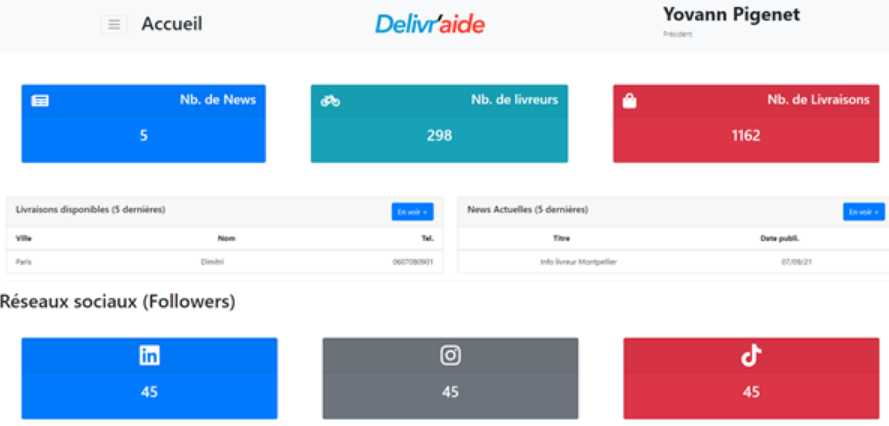 Accueil
Delivr'aide
Yovann Pigenet
Président
Nb. de News
5
Nb. de livreurs
298
Nb. de Livraisons
1162
Livraisons disponibles (5 dernières)
En voir +
Ville Nom Tel.
Paris Dimitri 0607080901
News Actuelles (5 dernières)
En voir +
Titre Date publi.
Info livreur Montpellier 07/09/21
Réseaux sociaux (Followers)
in
45
45
45